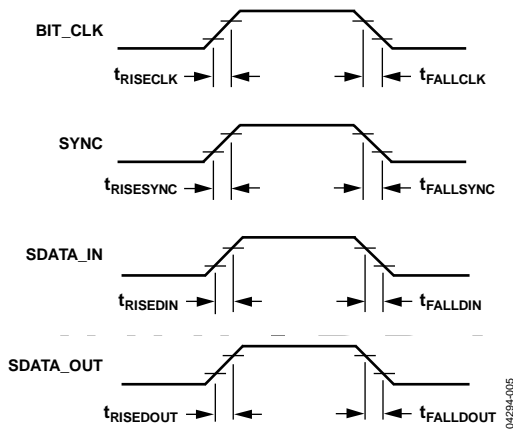 BIT_CLK
tRISECLK
tFALLCLK
SYNC
tRISESYNC
tFALLSYNC
SDATA_IN
tRISEDIN
tFALLDIN
SDATA_OUT
tRISEDOUT
tFALLDOUT
04294-005